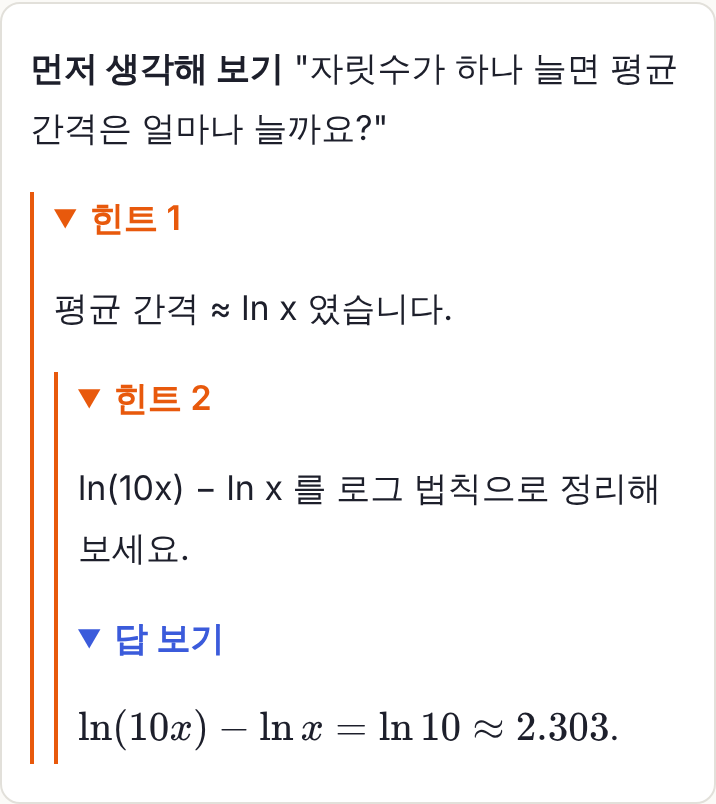 먼저 생각해 보기 "자릿수가 하나 늘면 평균
간격은 얼마나 늘까요?"
▼ 힌트 1
평균 간격 ≈ ln x 였습니다.
▼ 힌트 2
ln(10x) − ln x 를 로그 법칙으로 정리해
보세요.
▼ 답 보기
ln(10x) − ln x = ln 10 ≈ 2.303.